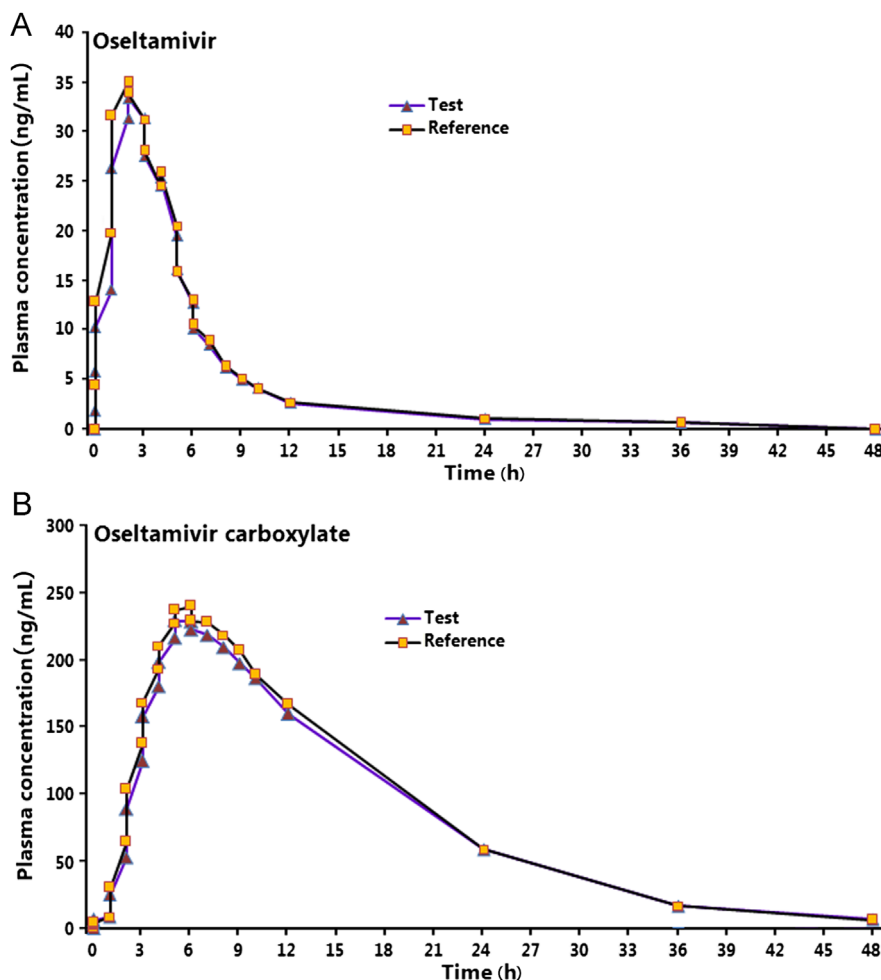 A
Oseltamivir
Plasma concentration(ng/mL)
40
35
30
25
20
15
10
5
0
Test
Reference
0 3 6 9 12 15 18 21 24 27 30 33 36 39 42 45 48
Time (h)
B
Oseltamivir carboxylate
Plasma concentration(ng/mL)
300
250
200
150
100
50
0
Test
Reference
0 3 6 9 12 15 18 21 24 27 30 33 36 39 42 45 48
Time (h)